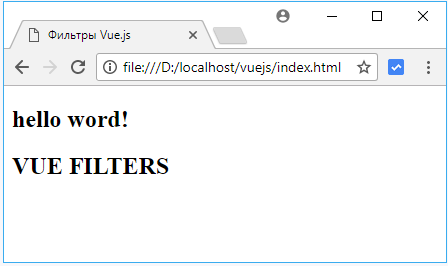 Фильтры Vue.js
file:///D:/localhost/vuejs/index.html
hello word!
VUE FILTERS